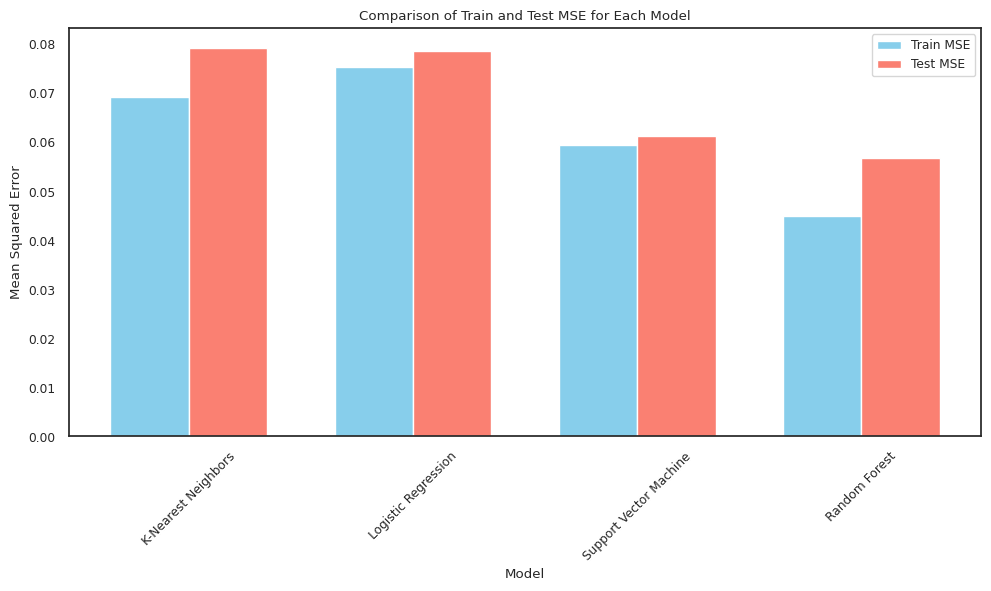 Comparison of Train and Test MSE for Each Model
Train MSE
Test MSE
Mean Squared Error
0.08
0.07
0.06
0.05
0.04
0.03
0.02
0.01
0.00
K-Nearest Neighbors
Logistic Regression
Support Vector Machine
Random Forest
Model